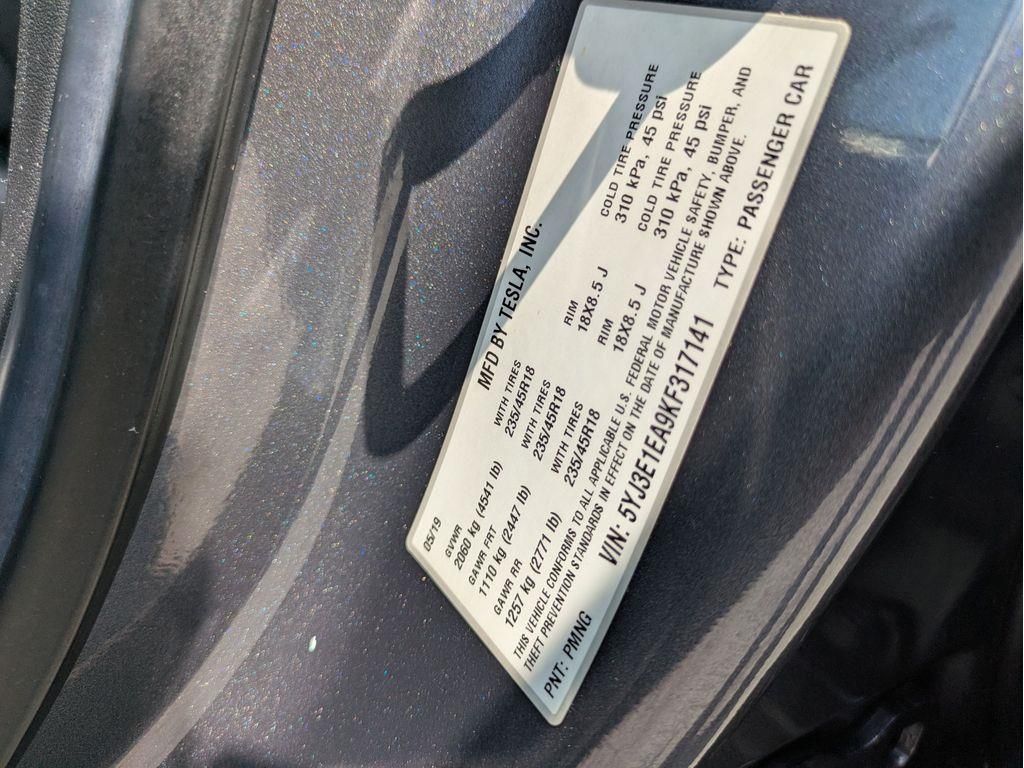 MFD BY TESLA, INC.
05/19
GVWR
2060 kg (4541 lb)
GAWR FRT WITH TIRES RIM COLD TIRE PRESSURE
1110 kg (2447 lb) 235/45R18 18X8.5 J 310 kPa, 45 psi
GAWR RR WITH TIRES RIM COLD TIRE PRESSURE
1257 kg (2771 lb) 235/45R18 18X8.5 J 310 kPa, 45 psi
WITH TIRES
235/45R18
THIS VEHICLE CONFORMS TO ALL APPLICABLE U.S. FEDERAL MOTOR VEHICLE SAFETY, BUMPER, AND
THEFT PREVENTION STANDARDS IN EFFECT ON THE DATE OF MANUFACTURE SHOWN ABOVE.
VIN: 5YJ3E1EA9KF317141 TYPE: PASSENGER CAR
PNT: PMNG